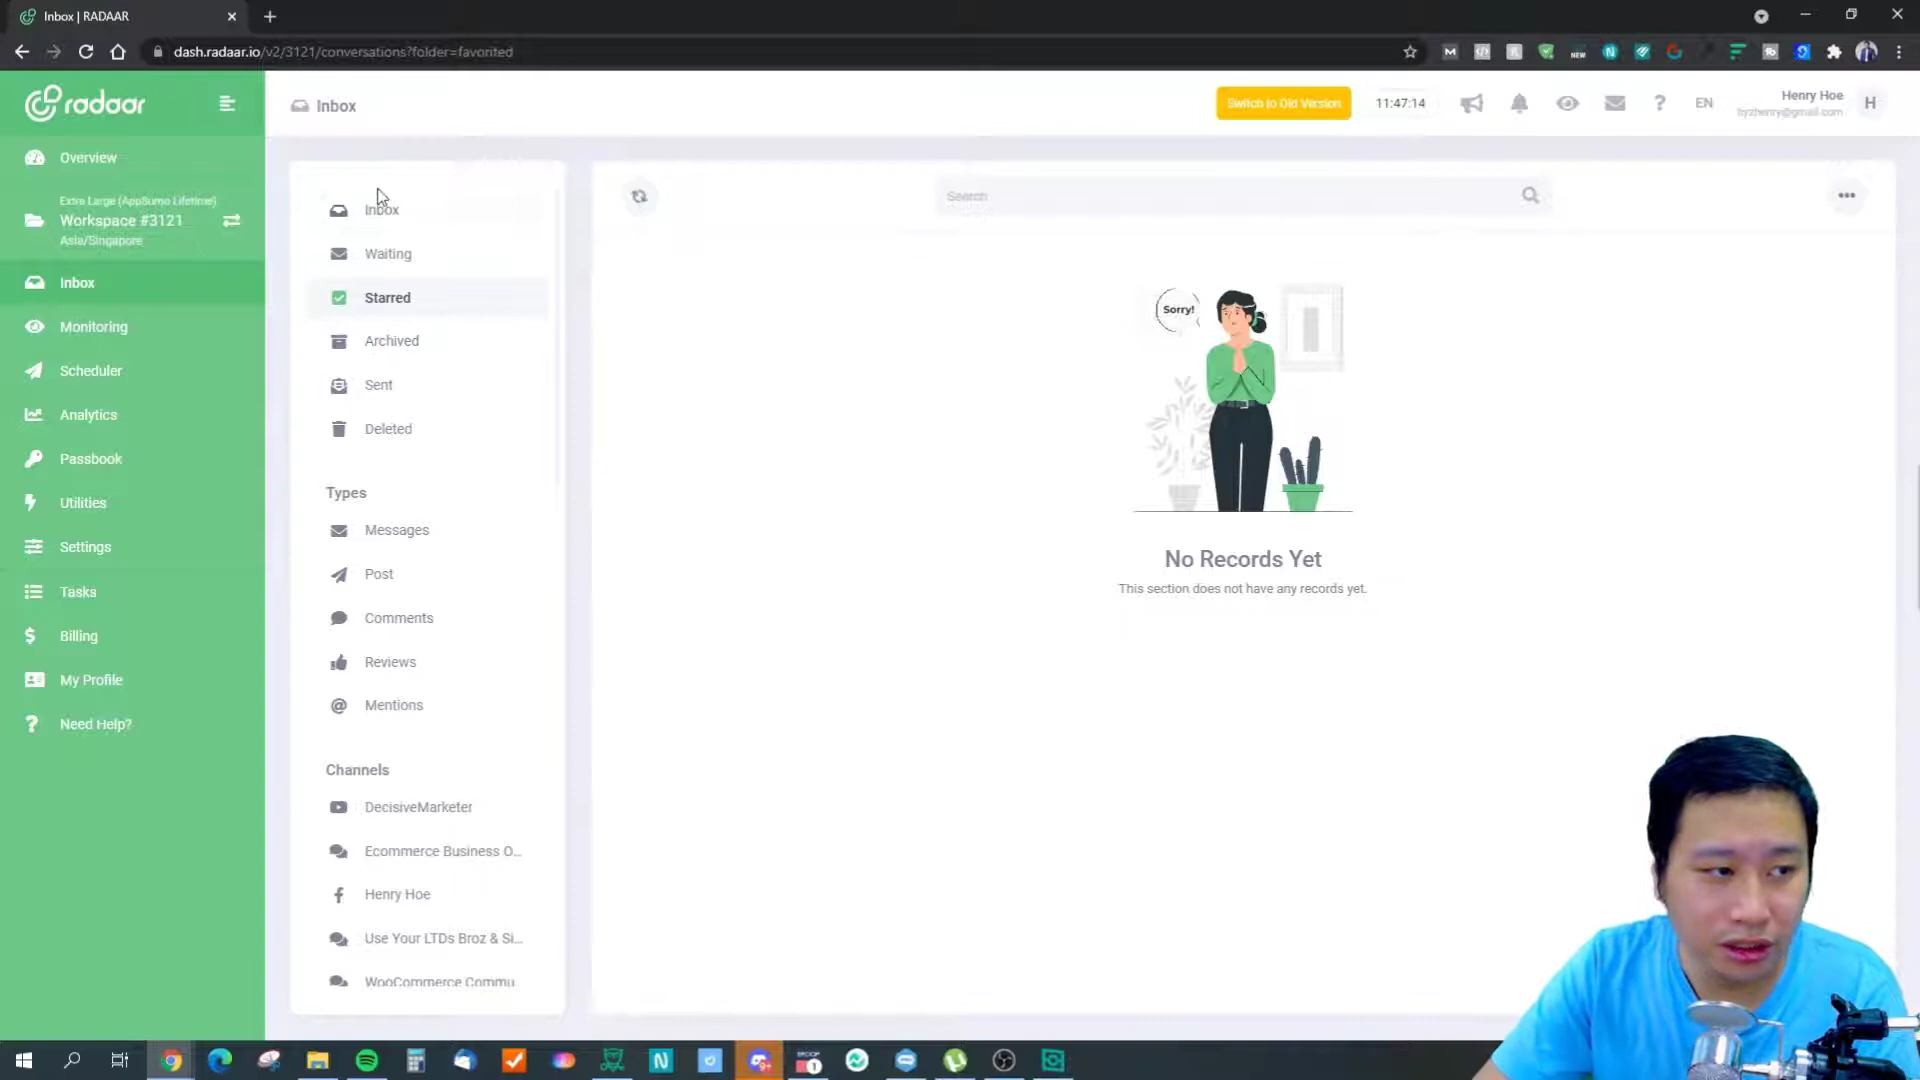 Inbox | RADAAR
dash.radaar.io/v2/3121/conversations?folder=favorited
NEW
radaar
Inbox
Switch to Old Version
11:47:14
EN
Henry Hoe
hyzhenry@gmail.com
H
Overview
Extra Large (AppSumo Lifetime)
Workspace #3121
Asia/Singapore
Inbox
Monitoring
Scheduler
Analytics
Passbook
Utilities
Settings
Tasks
Billing
My Profile
Need Help?
Inbox
Waiting
Starred
Archived
Sent
Deleted
Types
Messages
Post
Comments
Reviews
Mentions
Channels
DecisiveMarketer
Ecommerce Business O...
Henry Hoe
Use Your LTDs Broz & Si...
WooCommerce Commu
Search
Sorry!
No Records Yet
This section does not have any records yet.